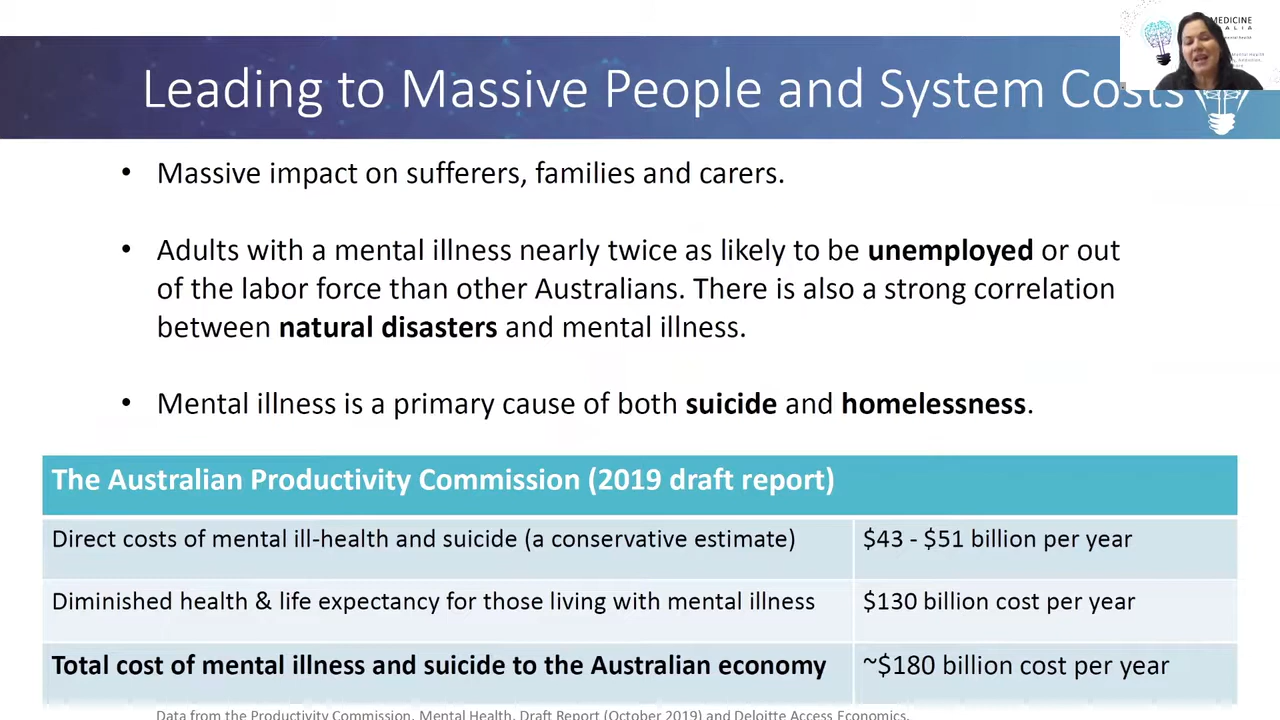 MEDICINE
Leading to Massive People and System Costs
• Massive impact on sufferers, families and carers.
• Adults with a mental illness nearly twice as likely to be unemployed or out
of the labor force than other Australians. There is also a strong correlation
between natural disasters and mental illness.
• Mental illness is a primary cause of both suicide and homelessness.
The Australian Productivity Commission (2019 draft report)
Direct costs of mental ill-health and suicide (a conservative estimate) $43 - $51 billion per year
Diminished health & life expectancy for those living with mental illness $130 billion cost per year
Total cost of mental illness and suicide to the Australian economy ~$180 billion cost per year
Data from the Productivity Commission, Mental Health, Draft Report (October 2019) and Deloitte Access Economics.